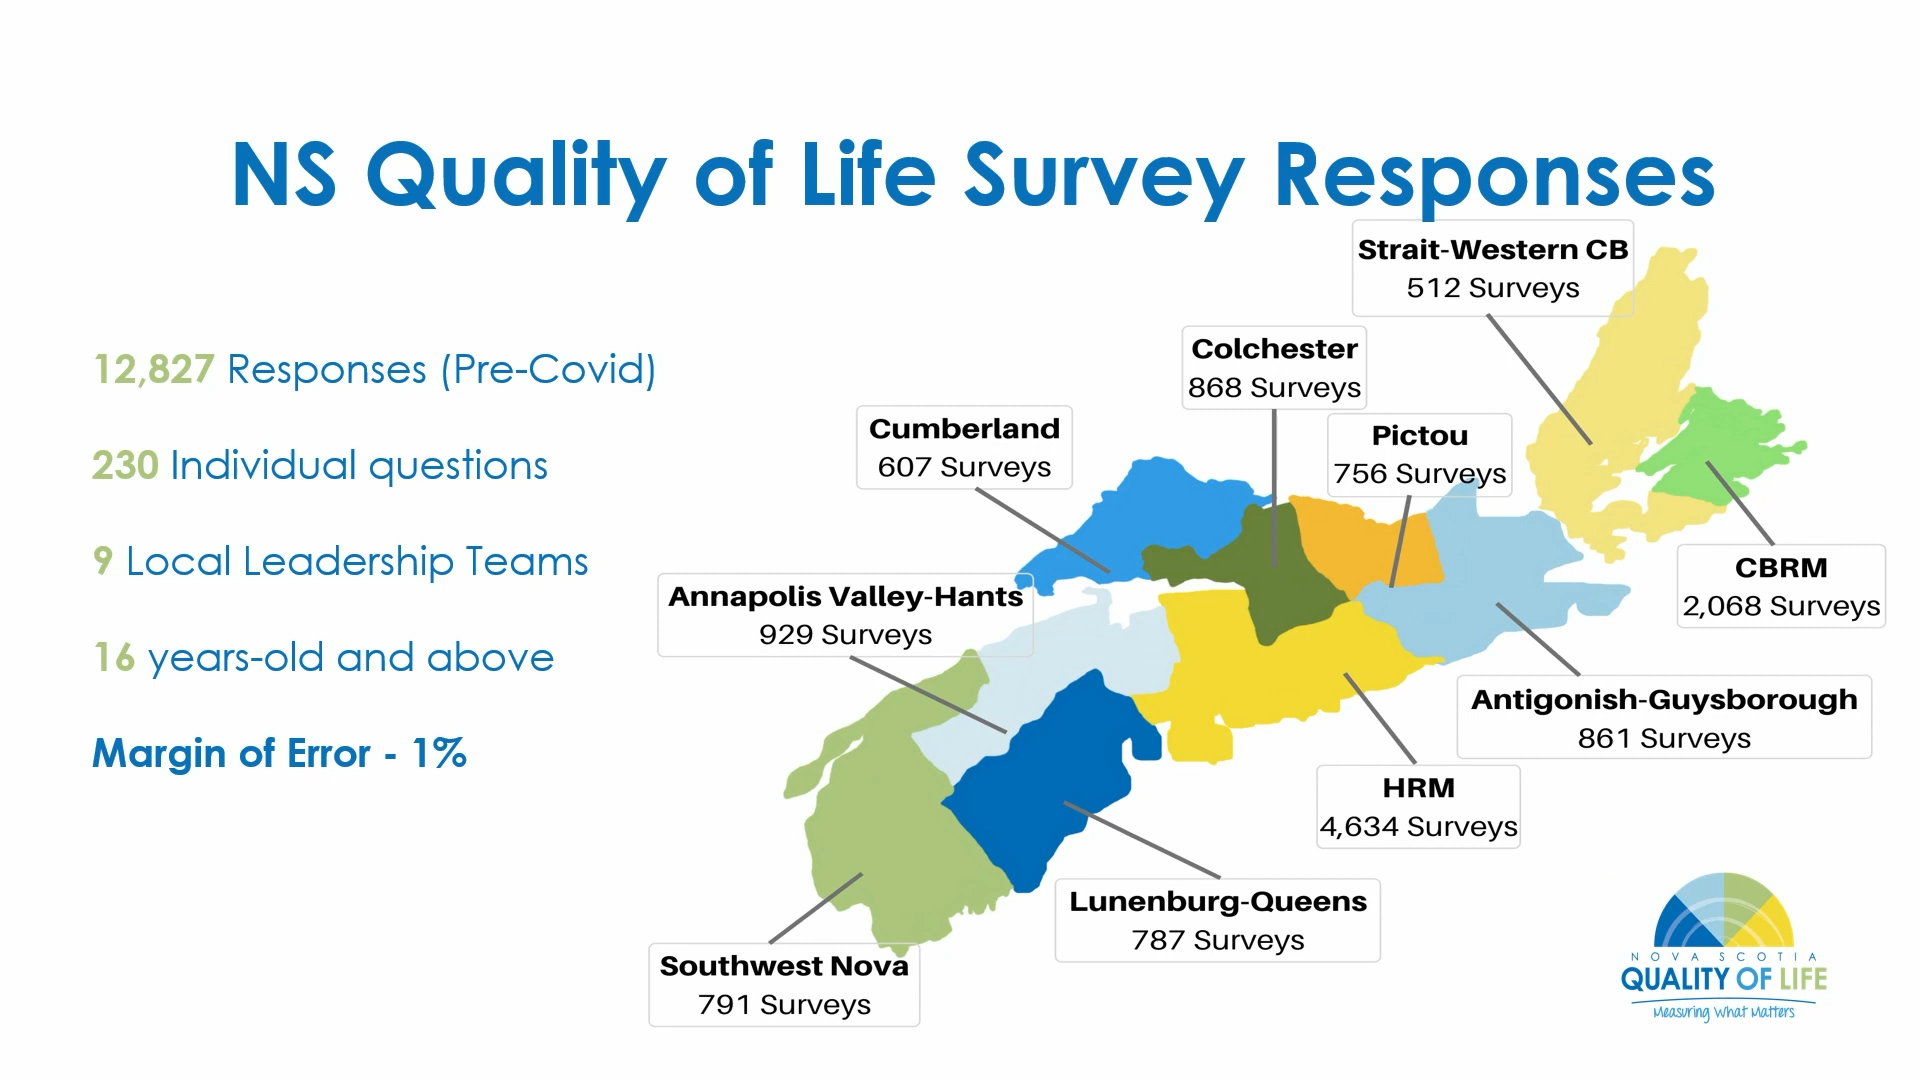 NS Quality of Life Survey Responses
12,827 Responses (Pre-Covid)
230 Individual questions
9 Local Leadership Teams
16 years-old and above
Margin of Error - 1%
Strait-Western CB
512 Surveys
Colchester
868 Surveys
Cumberland
607 Surveys
Pictou
756 Surveys
CBRM
2,068 Surveys
Annapolis Valley-Hants
929 Surveys
Antigonish-Guysborough
861 Surveys
HRM
4,634 Surveys
Lunenburg-Queens
787 Surveys
Southwest Nova
791 Surveys
NOVA SCOTIA
QUALITY OF LIFE
Measuring What Matters